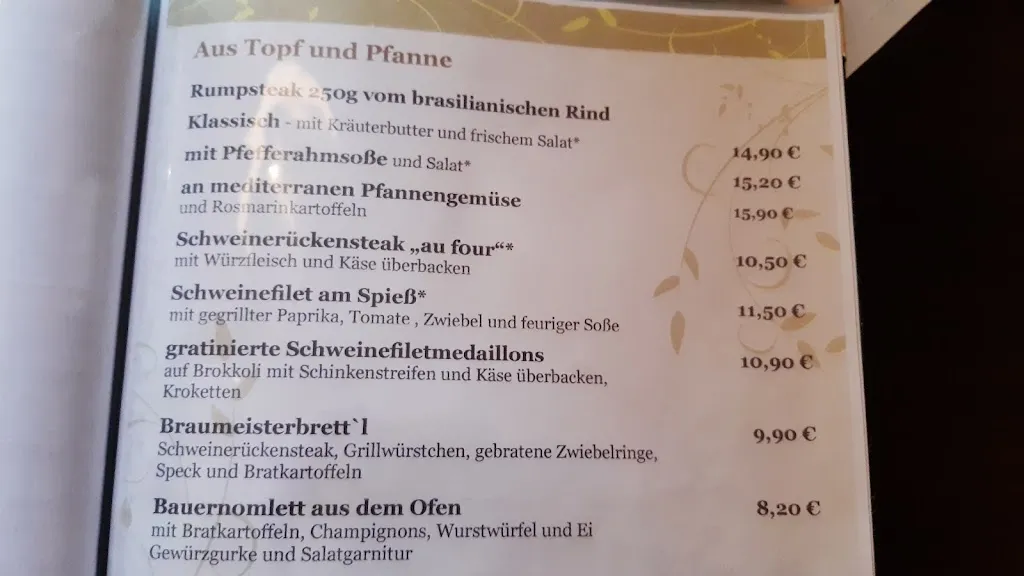 Aus Topf und Pfanne
Rumpsteak 250g vom brasilianischen Rind
Klassisch - mit Kräuterbutter und frischem Salat* 14,90 €
mit Pfefferahmsoße und Salat* 15,20 €
an mediterranen Pfannengemüse 15,90 €
und Rosmarinkartoffeln
Schweinerückensteak „au four“* 10,50 €
mit Würzfleisch und Käse überbacken
Schweinefilet am Spieß* 11,50 €
mit gegrillter Paprika, Tomate , Zwiebel und feuriger Soße
gratinierte Schweinefiletmedaillons 10,90 €
auf Brokkoli mit Schinkenstreifen und Käse überbacken,
Kroketten
Braumeisterbrett`l 9,90 €
Schweinerückensteak, Grillwürstchen, gebratene Zwiebelringe,
Speck und Bratkartoffeln
Bauernomlett aus dem Ofen 8,20 €
mit Bratkartoffeln, Champignons, Wurstwürfel und Ei
Gewürzgurke und Salatgarnitur